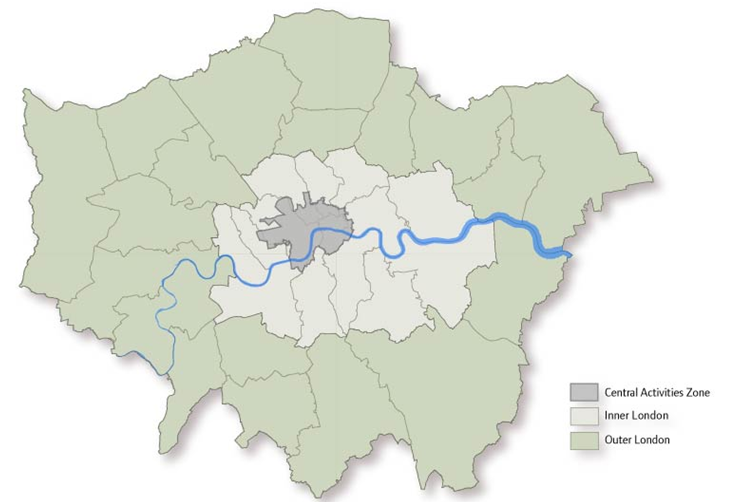 Central Activities Zone
Inner London
Outer London